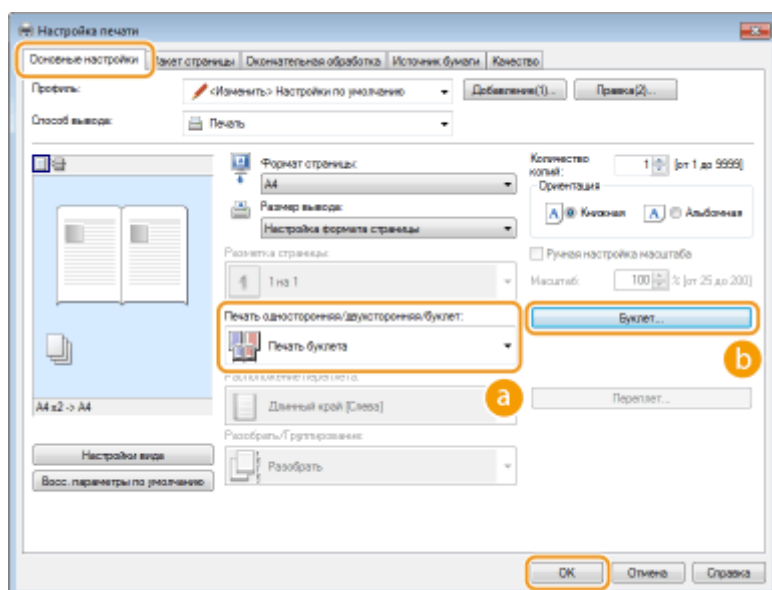 Настройка печати
Основные настройки Макет страницы Окончательная обработка Источник бумаги Качество
Профиль: <Изменить> Настройки по умолчанию Добавление(1)... Правка(2)...
Способ вывода: Печать
Формат страницы:
A4
Размер вывода:
Настройка формата страницы
Количество копий: 1 [от 1 до 9999]
Ориентация
A Книжная A Альбомная
Разметка страницы:
1 1 на 1
Ручная настройка масштаба
Масштаб: 100 % [от 25 до 200]
Печать односторонняя/двухсторонняя/буклет:
Печать буклета
Буклет...
a
b
Расположение переплета:
Длинный край [Слева]
Переплет...
A4 x2 -> A4
Разобрать/Группирование:
Разобрать
Настройки вида
Восс. параметры по умолчанию
OK Отмена Справка